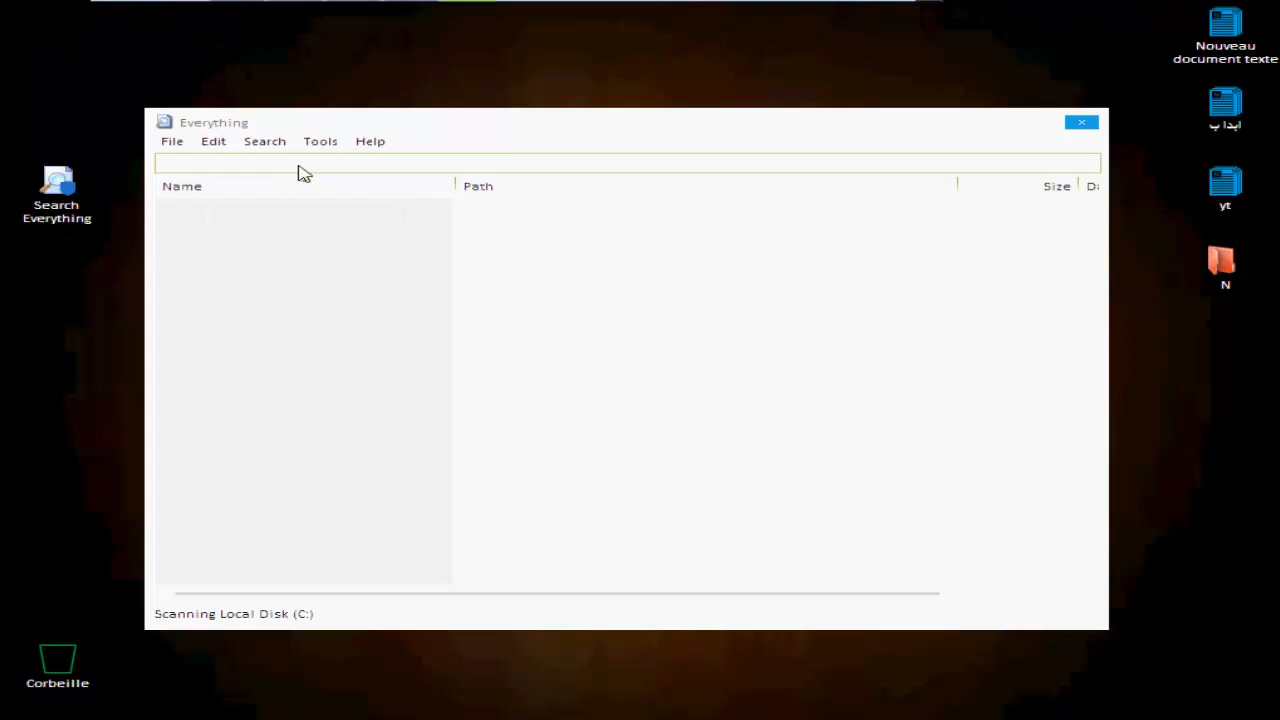 Nouveau
document texte
ابدا ب
Everything
File Edit Search Tools Help
Name Path Size Da
Search
Everything
yt
N
Scanning Local Disk (C:)
Corbeille